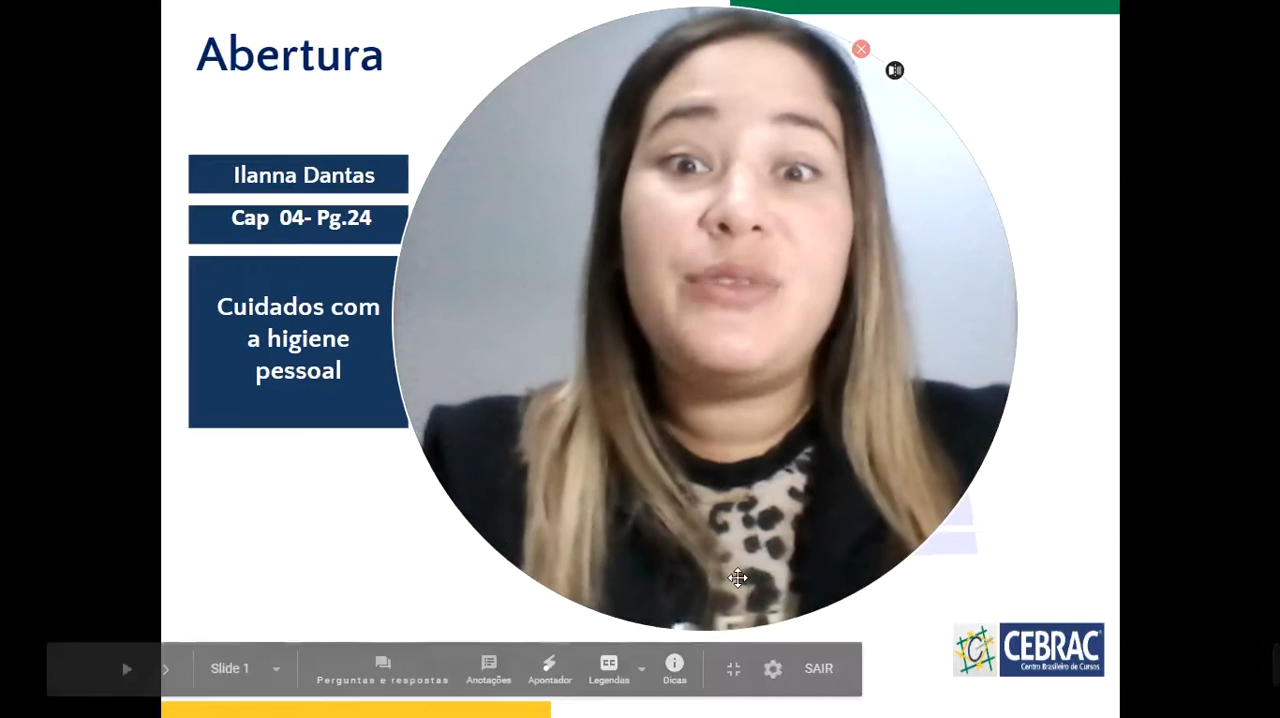 Abertura
Ilanna Dantas
Cap 04- Pg.24
Cuidados com
a higiene
pessoal
CEBRAC
Centro Brasileiro de Cursos
Slide 1
Perguntas e respostas
Anotações
Apontador
CC
Legendas
Dicas
SAIR